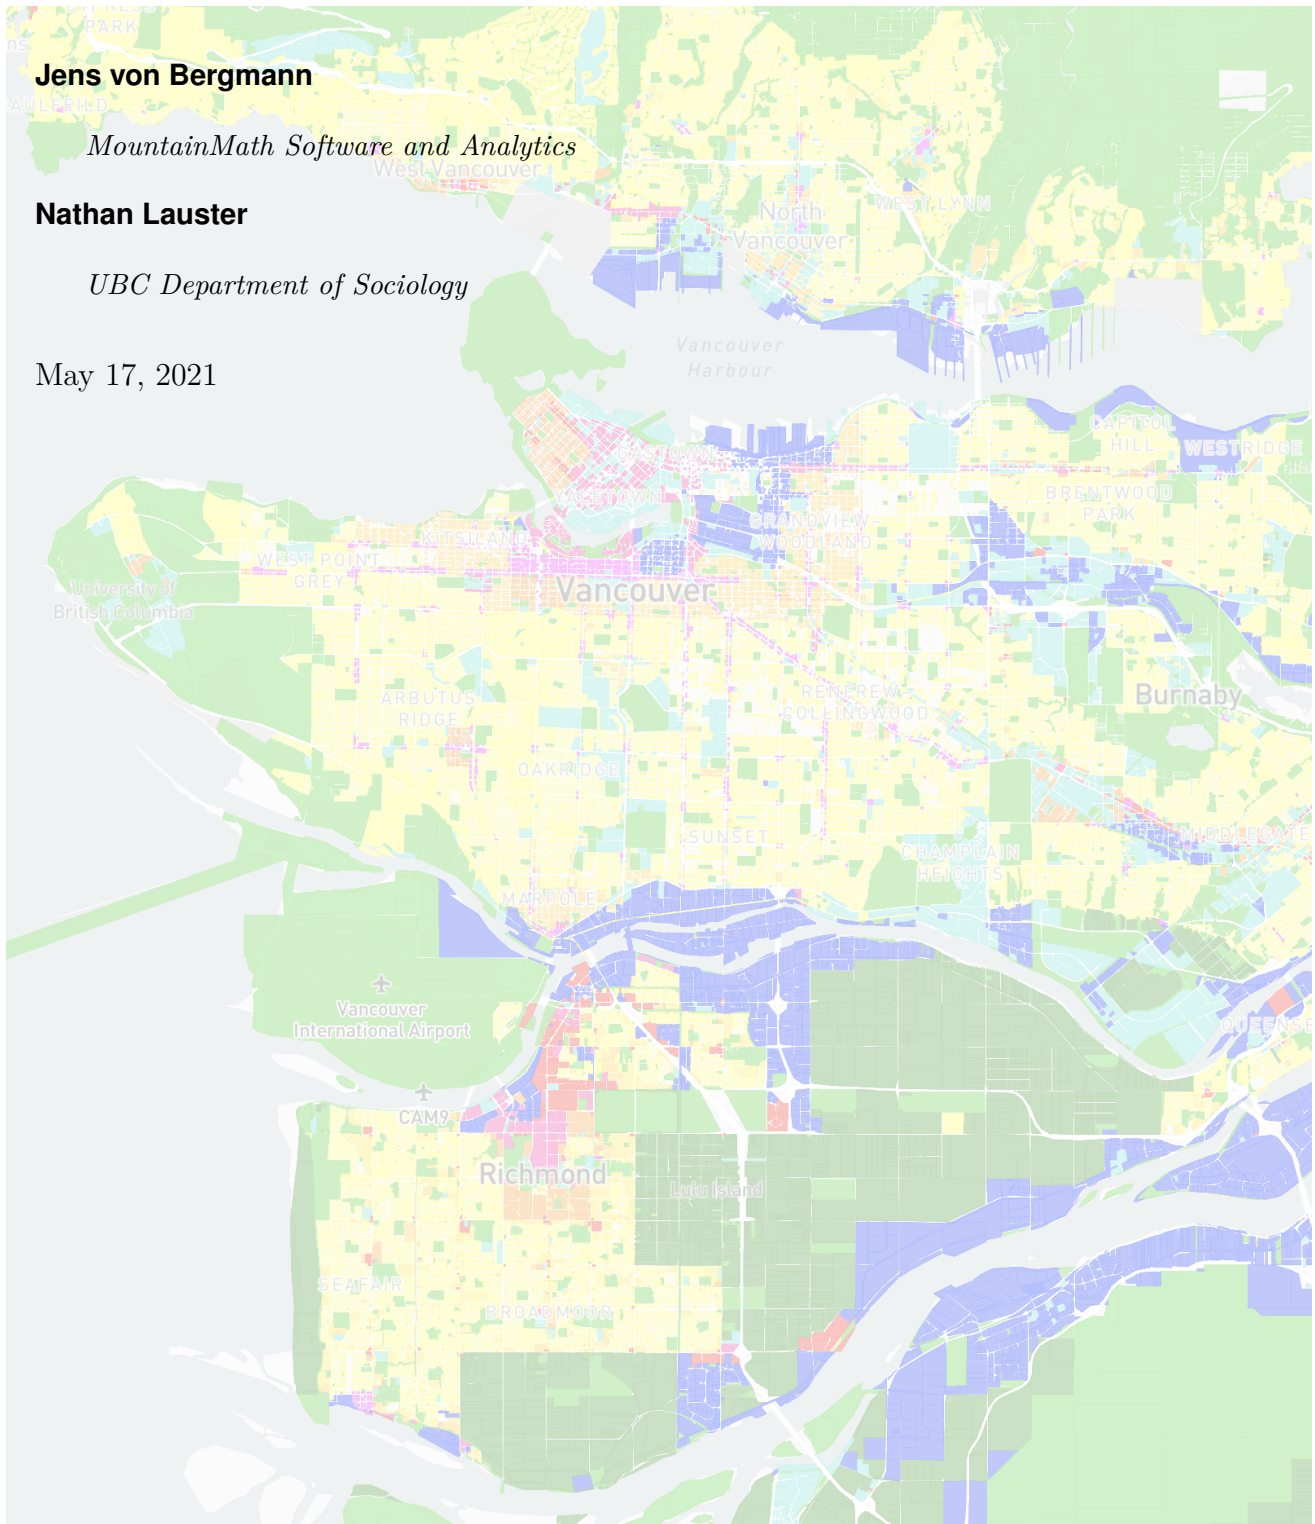 PARK
Jens von Bergmann
MountainMath Software and Analytics
West Vancouver
Nathan Lauster
WEST LYNN
North
Vancouver
UBC Department of Sociology
Vancouver
Harbour
May 17, 2021
CAPITOL
HILL
WESTRIDGE
GASTOWN
YALETOWN
BRENTWOOD
PARK
GRANDVIEW-
WOODLAND
KITSILANO
WEST POINT
GREY
Vancouver
University of
British Columbia
ARBUTUS
RIDGE
RENFREW-
COLLINGWOOD
Burnaby
OAKRIDGE
SUNSET
MIDDLEGATE
CHAMPLAIN
HEIGHTS
MARPOLE
Vancouver
International Airport
CAM9
Richmond
Lulu Island
SEAFAIR
BROADMOOR